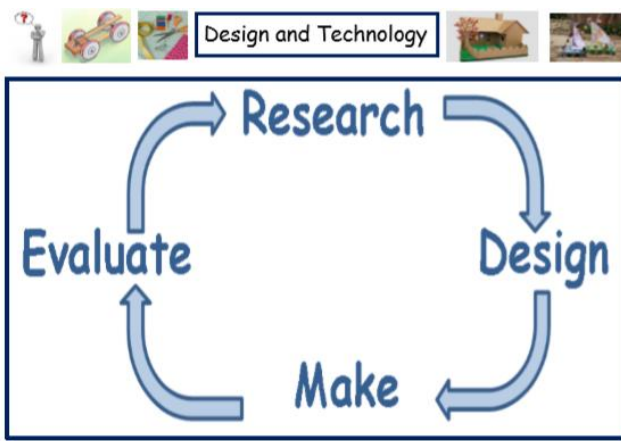 ?
Design and Technology
Research
Evaluate
Design
Make